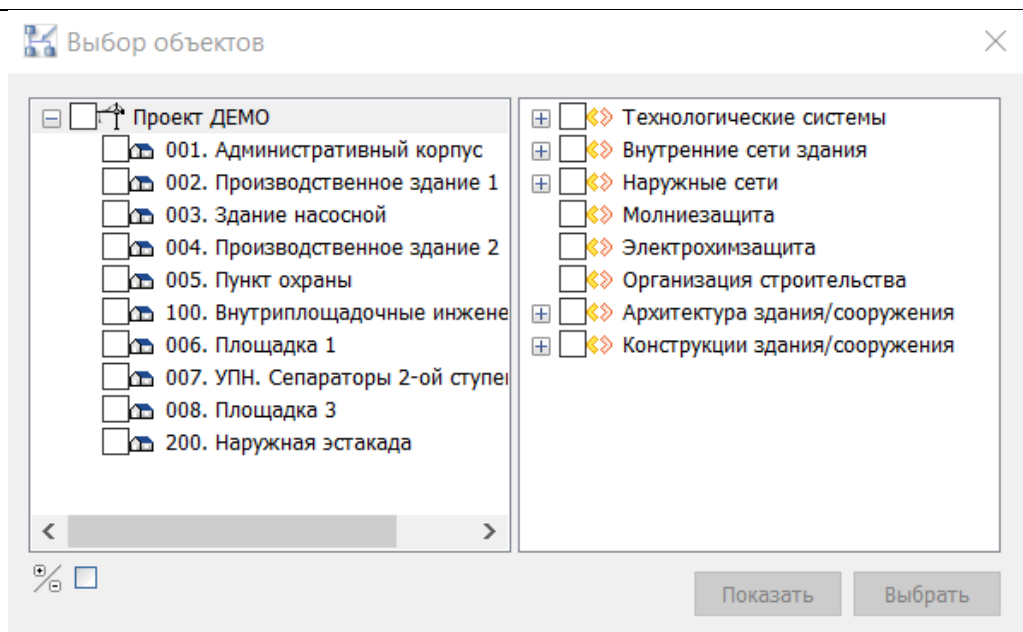 Выбор объектов
Проект ДЕМО
001. Административный корпус
002. Производственное здание 1
003. Здание насосной
004. Производственное здание 2
005. Пункт охраны
100. Внутриплощадочные инжене
006. Площадка 1
007. УПН. Сепараторы 2-ой ступе
008. Площадка 3
200. Наружная эстакада
Технологические системы
Внутренние сети здания
Наружные сети
Молниезащита
Электрохимзащита
Организация строительства
Архитектура здания/сооружения
Конструкции здания/сооружения
Показать
Выбрать